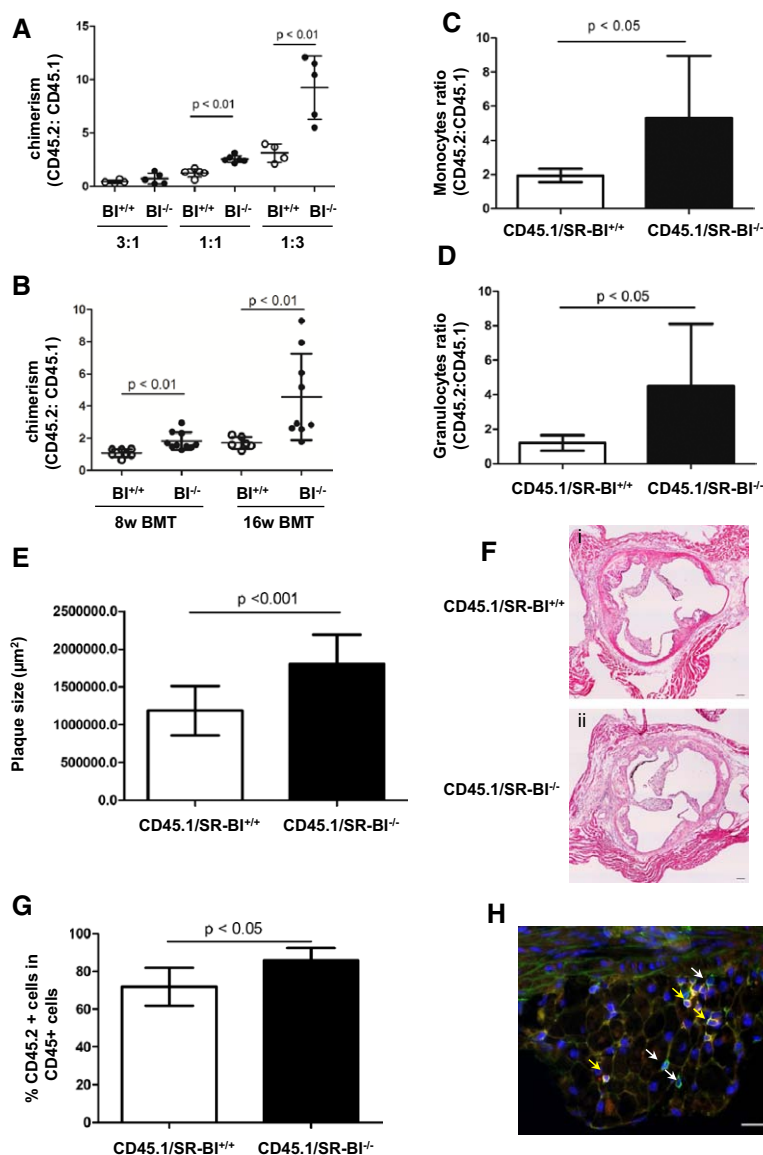 A
chimerism
(CD45.2: CD45.1)
15
10
5
0
p < 0.01
p < 0.01
BI+/+ BI-/- BI+/+ BI-/- BI+/+ BI-/-
3:1 1:1 1:3
B
chimerism
(CD45.2: CD45.1)
10
8
6
4
2
0
p < 0.01
p < 0.01
BI+/+ BI-/- BI+/+ BI-/-
8w BMT 16w BMT
C
Monocytes ratio
(CD45.2:CD45.1)
10
8
6
4
2
0
p < 0.05
CD45.1/SR-BI+/+ CD45.1/SR-BI-/-
D
Granulocytes ratio
(CD45.2:CD45.1)
10
8
6
4
2
0
p < 0.05
CD45.1/SR-BI+/+ CD45.1/SR-BI-/-
E
Plaque size (µm²)
2500000.0
2000000.0
1500000.0
1000000.0
500000.0
0.0
p <0.001
CD45.1/SR-BI+/+ CD45.1/SR-BI-/-
F
i
CD45.1/SR-BI+/+
ii
CD45.1/SR-BI-/-
G
% CD45.2 + cells in
CD45+ cells
100
80
60
40
20
0
p < 0.05
CD45.1/SR-BI+/+ CD45.1/SR-BI-/-
H